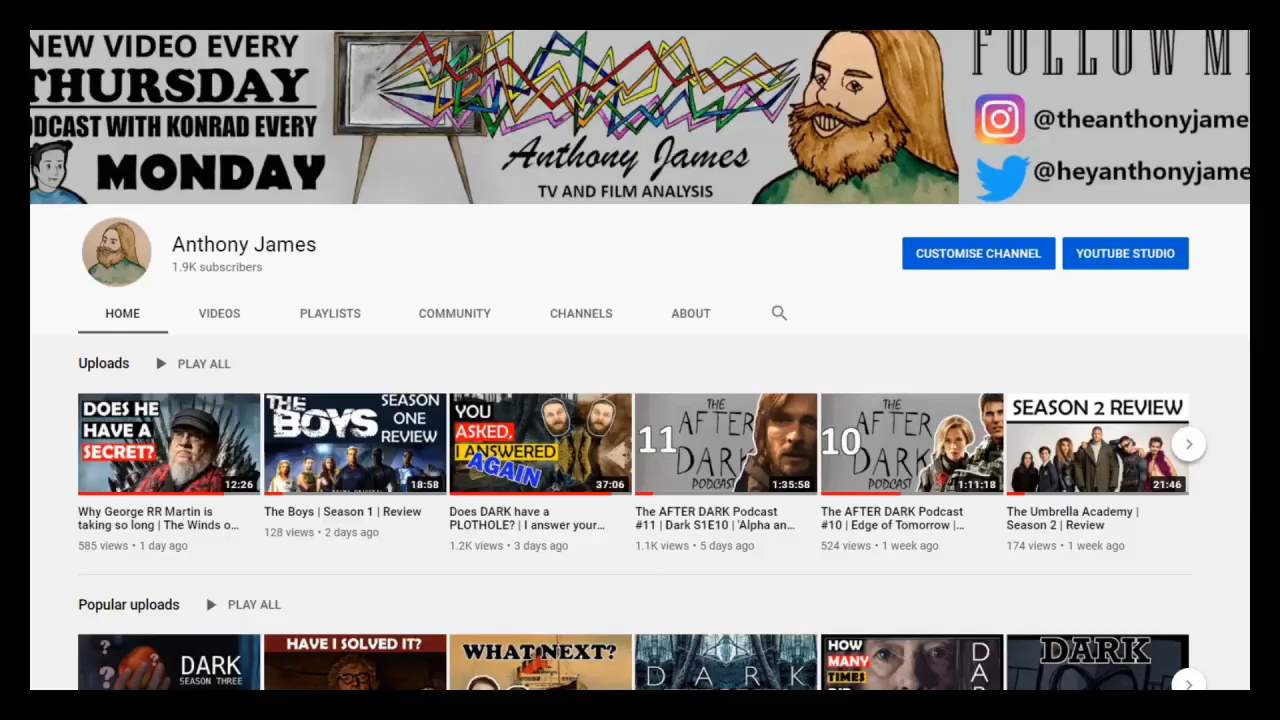 NEW VIDEO EVERY
THURSDAY
PODCAST WITH KONRAD EVERY
MONDAY
Anthony James
TV AND FILM ANALYSIS
FOLLOW M
@theanthonyjame
@heyanthonyjame
Anthony James
1.9K subscribers
CUSTOMISE CHANNEL
YOUTUBE STUDIO
HOME
VIDEOS
PLAYLISTS
COMMUNITY
CHANNELS
ABOUT
Uploads
PLAY ALL
DOES HE
HAVE A
SECRET?
12:26
THE
BOYS
SEASON
ONE
REVIEW
18:58
YOU
ASKED,
I ANSWERED
AGAIN
37:06
THE
AFTER
DARK
PODCAST
11
1:35:58
THE
AFTER
DARK
PODCAST
10
1:11:18
SEASON 2 REVIEW
21:46
Why George RR Martin is
taking so long | The Winds o...
585 views • 1 day ago
The Boys | Season 1 | Review
128 views • 2 days ago
Does DARK have a
PLOTHOLE? | I answer your...
1.2K views • 3 days ago
The AFTER DARK Podcast
#11 | Dark S1E10 | 'Alpha an...
1.1K views • 5 days ago
The AFTER DARK Podcast
#10 | Edge of Tomorrow |...
524 views • 1 week ago
The Umbrella Academy |
Season 2 | Review
174 views • 1 week ago
Popular uploads
PLAY ALL
? ? ?
DARK
SEASON THREE
HAVE I SOLVED IT?
WHAT NEXT?
DARK
HOW
MANY
TIMES
DA
DARK